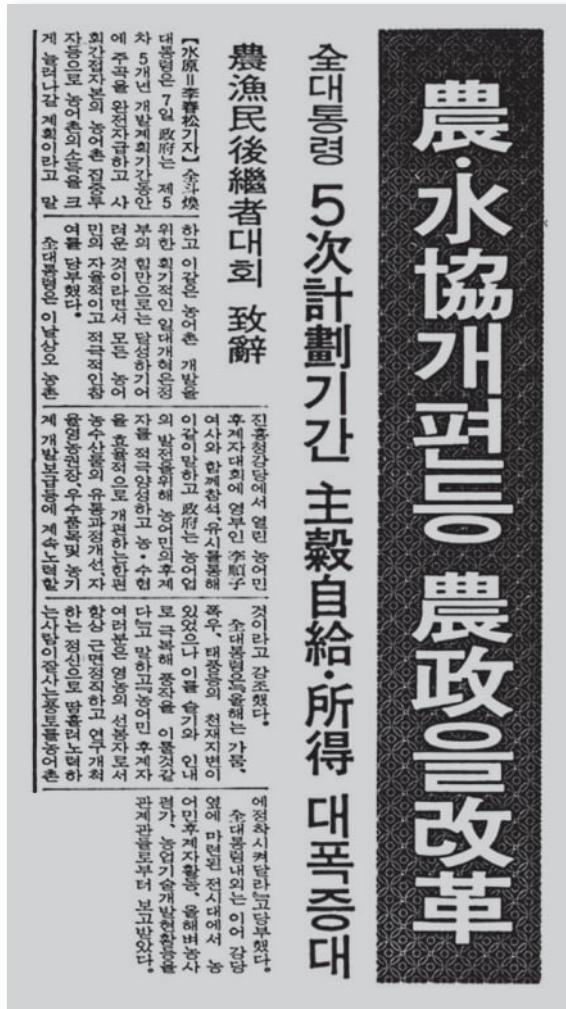 農·水協개편등 農政을改革
全대통령 5次計劃기간 主穀自給·所得 대폭증대
農漁民後繼者대회 致辭
【水原=李春松기자】 全斗煥
대통령은 7일 政府는 제5
차 5개년 개발계획기간동안
에 주곡을 완전자급하고 사
회간접자본의 농어촌 집중투
자등으로 농어촌의소득을 크
게 늘려나갈 계획이라고 말
하고 이같은 농어촌 개발을
위한 획기적인 일대개혁은정
부의 힘만으로는 달성하기어
려운 것이라면서 모든 농어
민의 자율적이고 적극적인참
여를 당부했다.
전대통령은 이날상오 농촌
진흥청강당에서 열린 농어민
후계자대회에 영부인 李順子
여사와 함께참석、유시를통해
이같이말하고 政府는 농어업
의 발전을위해 농어민의후계
자를 적극양성하고 농·수협
을 효율적으로 개편하는한편
농수산물의 유통과정개선、자
율영농권장、우수품목및 농기
계 개발보급등에 계속노력할
것이라고 강조했다.
전대통령은『올해는 가뭄、
폭우、태풍등의 천재지변이
있었으나 이를 슬기와 인내
로 극복해 풍작을 이룰것같
다』고 말하고『농어민 후계자
여러분은 영농의 선봉자로서
항상 근면정직하고 연구개척
하는 정신으로 땀흘려노력하
는사람이잘사는풍토를농어촌
에정착시켜달라』고당부했다.
전대통령내외는 이어 강당
옆에 마련된 전시대에서 농
어민후계자활동、올해벼농사
평가、농업기술개발현황등을
관계관들로부터 보고받았다.